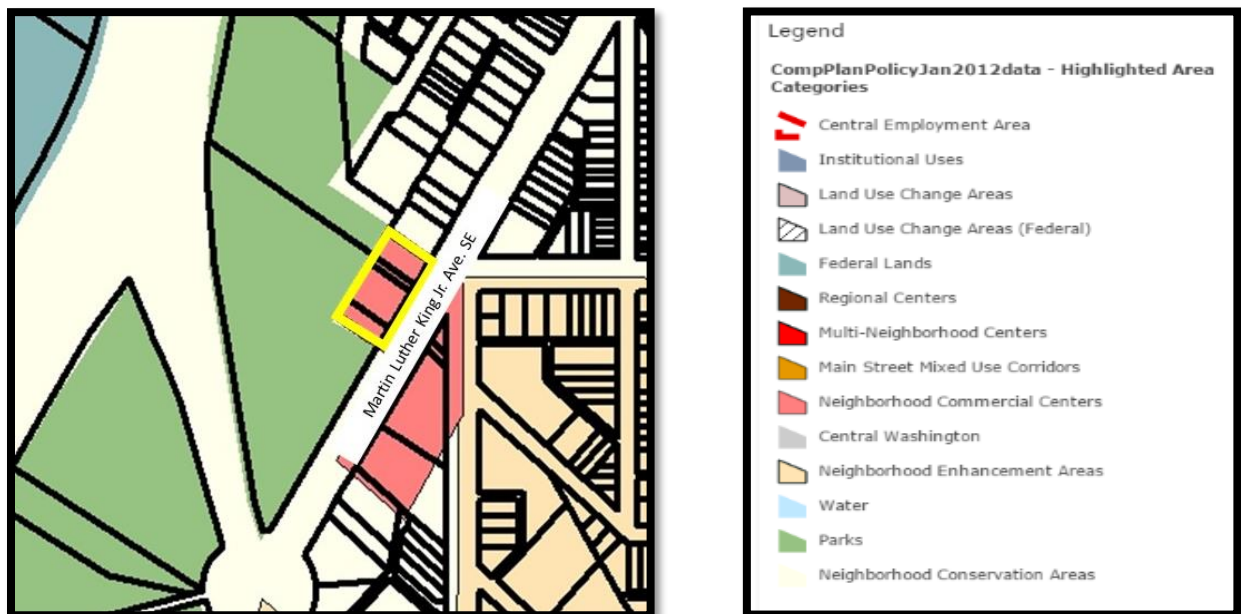 Martin Luther King Jr. Ave. SE
Legend
CompPlanPolicyJan2012data - Highlighted Area
Categories
Central Employment Area
Institutional Uses
Land Use Change Areas
Land Use Change Areas (Federal)
Federal Lands
Regional Centers
Multi-Neighborhood Centers
Main Street Mixed Use Corridors
Neighborhood Commercial Centers
Central Washington
Neighborhood Enhancement Areas
Water
Parks
Neighborhood Conservation Areas